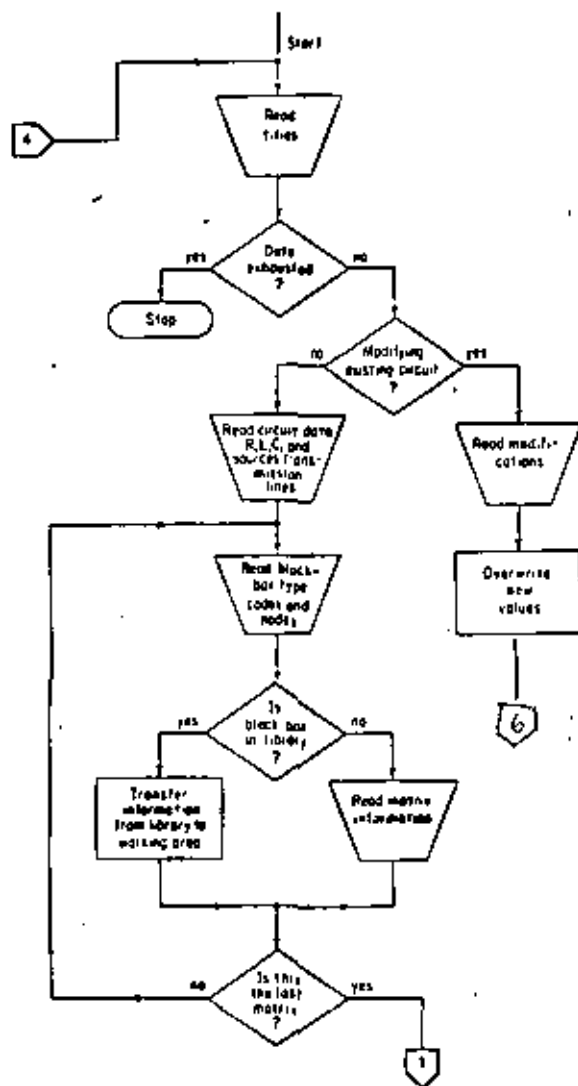 Start
4
Read
titles
yes
Data
exhausted
?
no
Stop
no
Modifying
existing circuit
?
yes
Read circuit data
R,L,C, and
sources trans-
mission
lines
Read modifi-
cations
Read black-
box type
codes and
nodes
Overwrite
new
values
6
yes
Is
black box
in library
?
no
Transfer
information
from library to
working area
Read matrix
information
no
Is this
the last
matrix
?
yes
1